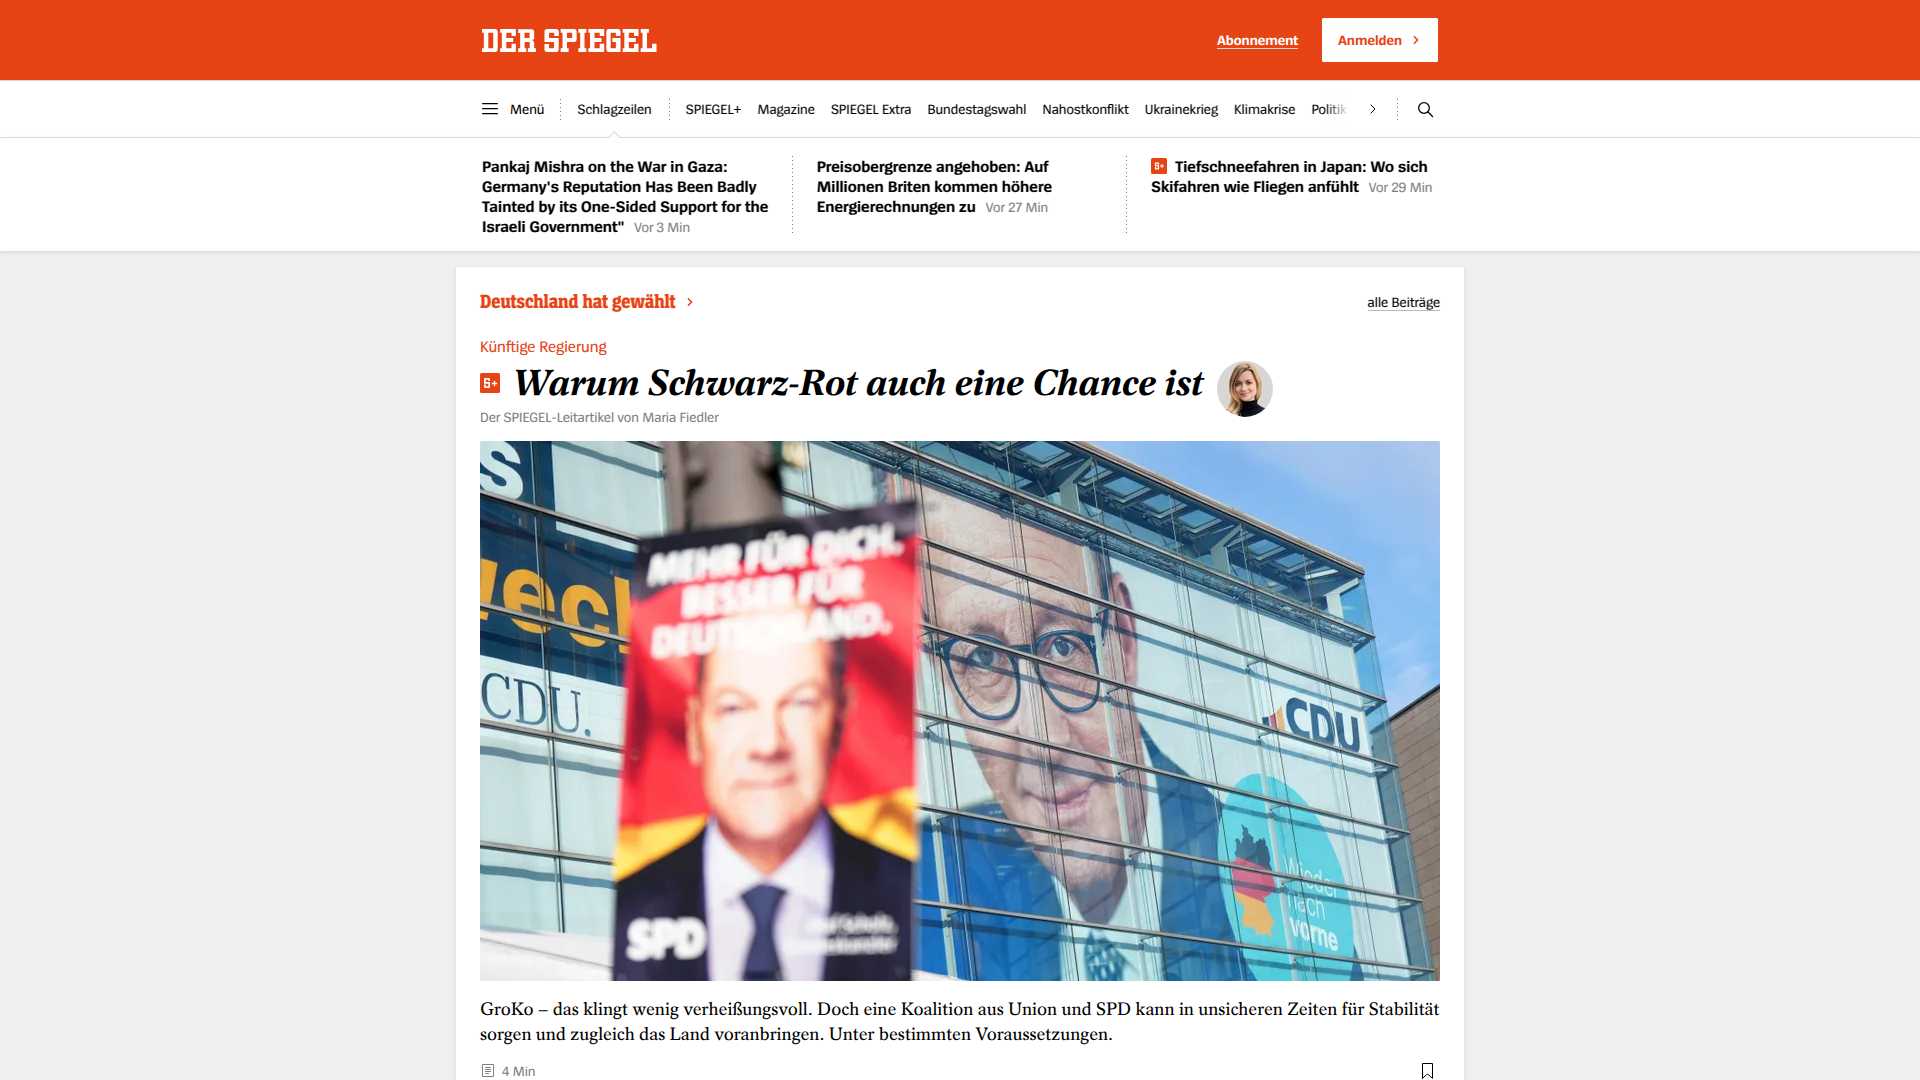 DER SPIEGEL
Abonnement
Anmelden
Menü
Schlagzeilen
SPIEGEL+
Magazine
SPIEGEL Extra
Bundestagswahl
Nahostkonflikt
Ukrainekrieg
Klimakrise
Politik
Pankaj Mishra on the War in Gaza:
Germany's Reputation Has Been Badly
Tainted by its One-Sided Support for the
Israeli Government" Vor 3 Min
Preisobergrenze angehoben: Auf
Millionen Briten kommen höhere
Energierechnungen zu Vor 27 Min
S+ Tiefschneefahren in Japan: Wo sich
Skifahren wie Fliegen anfühlt Vor 29 Min
Deutschland hat gewählt
alle Beiträge
Künftige Regierung
S+ Warum Schwarz-Rot auch eine Chance ist
Der SPIEGEL-Leitartikel von Maria Fiedler
MEHR FÜR DICH.
BESSER FÜR
DEUTSCHLAND.
SPD
CDU.
CDU
Wieder
nach
vorne
GroKo – das klingt wenig verheißungsvoll. Doch eine Koalition aus Union und SPD kann in unsicheren Zeiten für Stabilität
sorgen und zugleich das Land voranbringen. Unter bestimmten Voraussetzungen.
4 Min